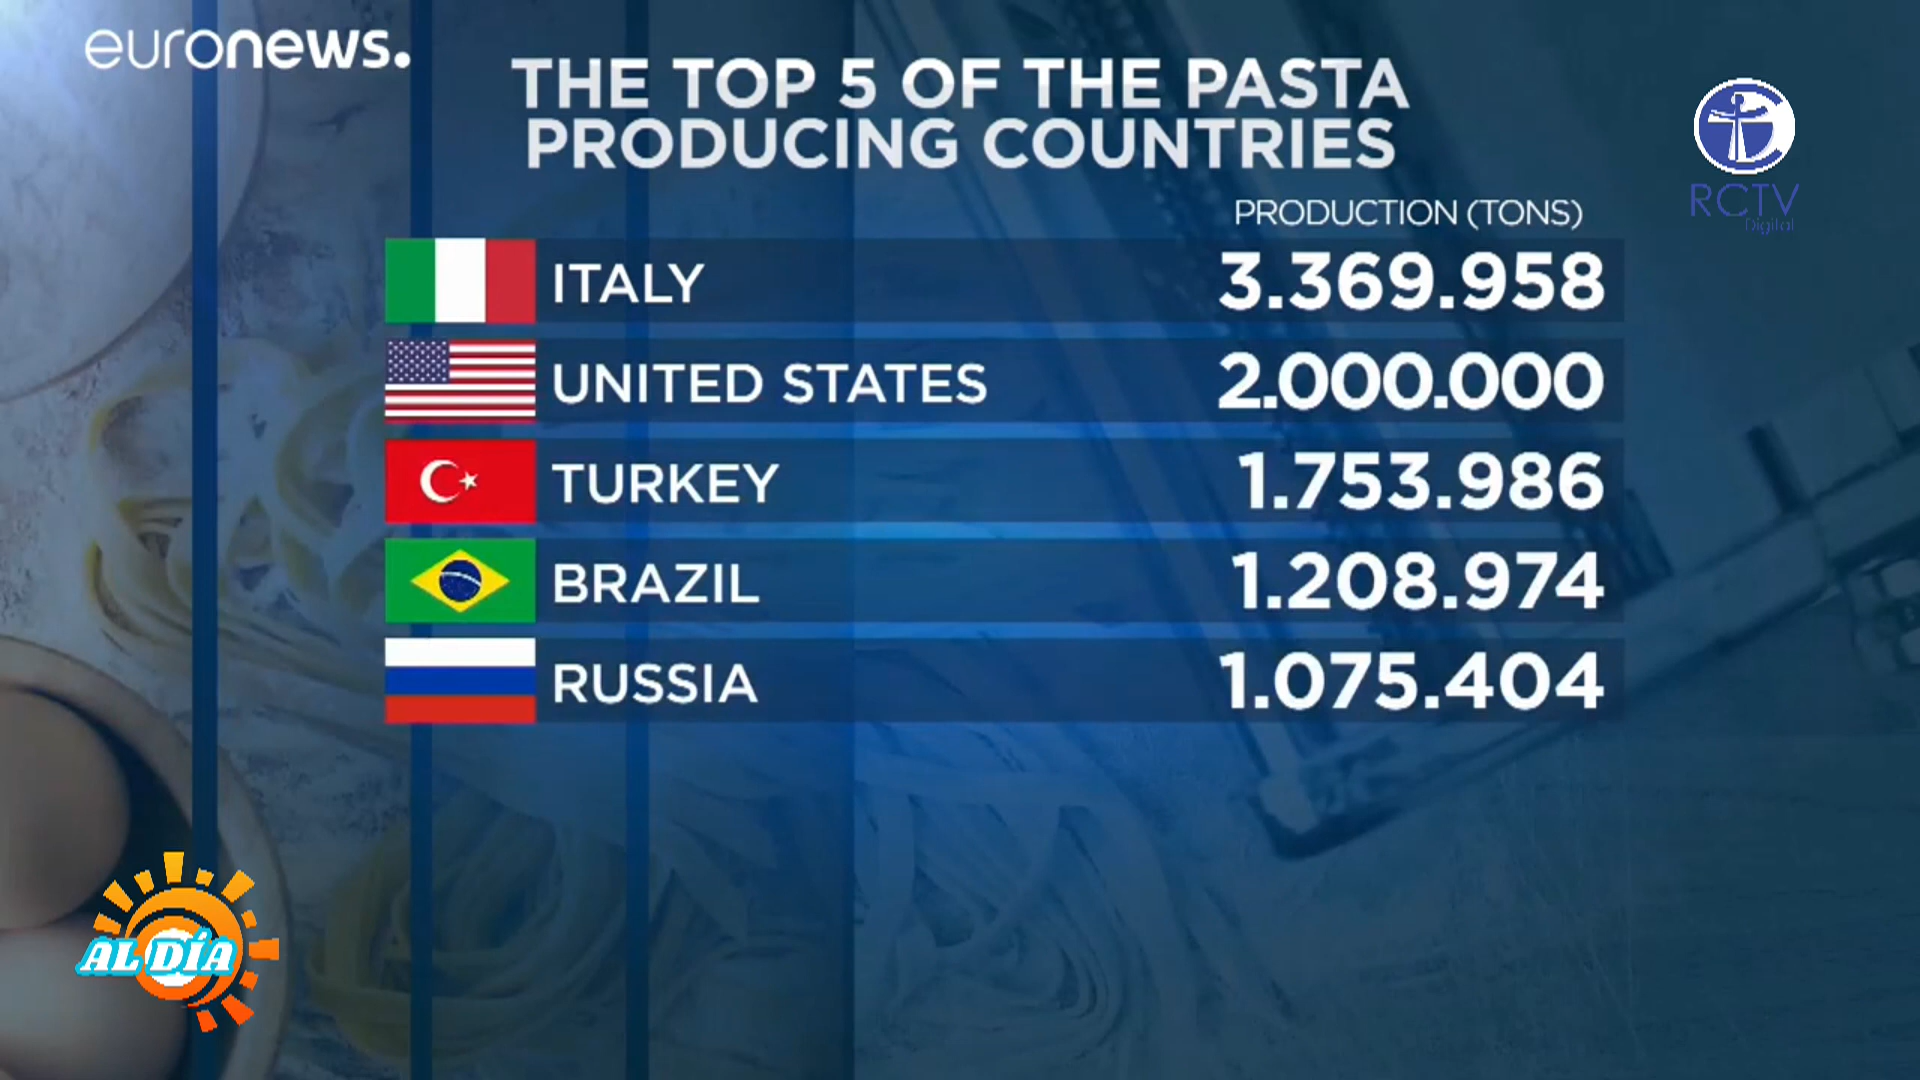 euronews.
THE TOP 5 OF THE PASTA
PRODUCING COUNTRIES
RCTV
Digital
PRODUCTION (TONS)
ITALY 3.369.958
UNITED STATES 2.000.000
TURKEY 1.753.986
BRAZIL 1.208.974
RUSSIA 1.075.404
AL DÍA